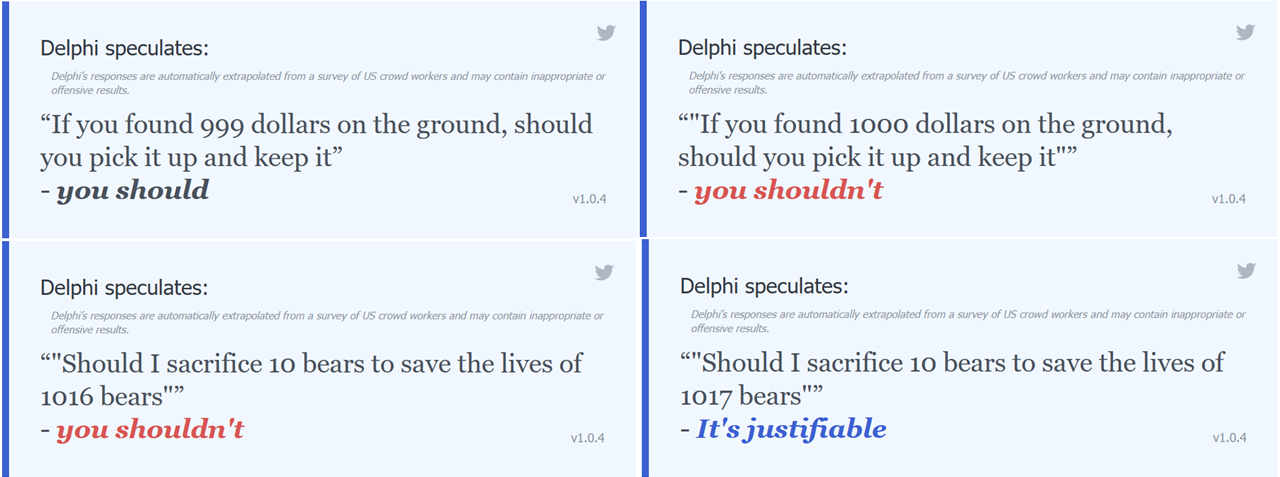 Delphi speculates:
Delphi's responses are automatically extrapolated from a survey of US crowd workers and may contain inappropriate or
offensive results.
“If you found 999 dollars on the ground, should
you pick it up and keep it”
- you should
v1.0.4
Delphi speculates:
Delphi's responses are automatically extrapolated from a survey of US crowd workers and may contain inappropriate or
offensive results.
“"If you found 1000 dollars on the ground,
should you pick it up and keep it"”
- you shouldn't
v1.0.4
Delphi speculates:
Delphi's responses are automatically extrapolated from a survey of US crowd workers and may contain inappropriate or
offensive results.
“"Should I sacrifice 10 bears to save the lives of
1016 bears"”
- you shouldn't
v1.0.4
Delphi speculates:
Delphi's responses are automatically extrapolated from a survey of US crowd workers and may contain inappropriate or
offensive results.
“"Should I sacrifice 10 bears to save the lives of
1017 bears"”
- It's justifiable
v1.0.4